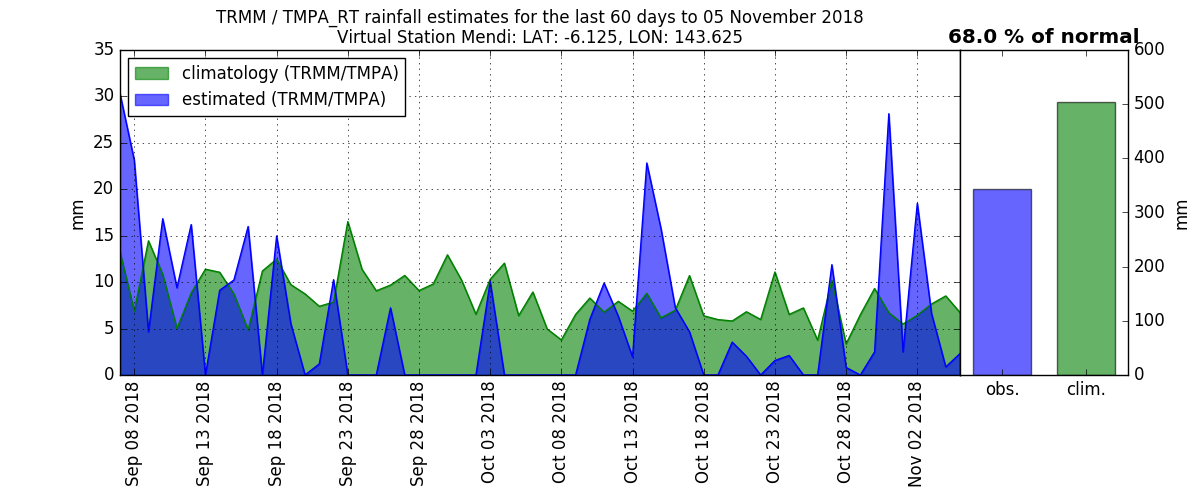 TRMM / TMPA_RT rainfall estimates for the last 60 days to 05 November 2018
Virtual Station Mendi: LAT: -6.125, LON: 143.625
68.0 % of normal
climatology (TRMM/TMPA)
estimated (TRMM/TMPA)
mm
35
30
25
20
15
10
5
0
Sep 08 2018
Sep 13 2018
Sep 18 2018
Sep 23 2018
Sep 28 2018
Oct 03 2018
Oct 08 2018
Oct 13 2018
Oct 18 2018
Oct 23 2018
Oct 28 2018
Nov 02 2018
obs.
clim.
600
500
400
300
200
100
0
mm